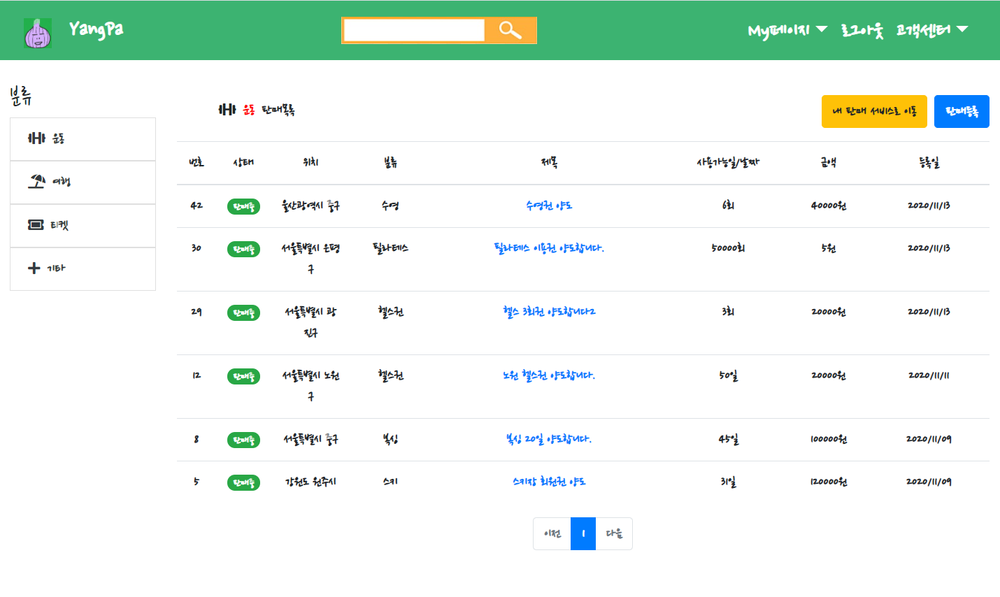 YangPa
My페이지 로그아웃 고객센터
분류
운동
여행
티켓
기타
운동 판매목록
내 판매 서비스로 이동
판매등록
번호 상태 위치 분류 제목 사용가능일/날짜 금액 등록일
42 판매중 울산광역시 중구 수영 수영권 양도 6회 40000원 2020/11/13
30 판매중 서울특별시 은평 필라테스 필라테스 이용권 양도합니다. 50000회 5원 2020/11/13
구
29 판매중 서울특별시 광 헬스권 헬스 3회권 양도합니다2 3회 20000원 2020/11/13
진구
12 판매중 서울특별시 노원 헬스권 노원 헬스권 양도합니다. 50일 20000원 2020/11/11
구
8 판매중 서울특별시 중구 복싱 복싱 20일 양도합니다. 45일 100000원 2020/11/09
5 판매중 강원도 원주시 스키 스키장 회원권 양도 31일 120000원 2020/11/09
이전 1 다음